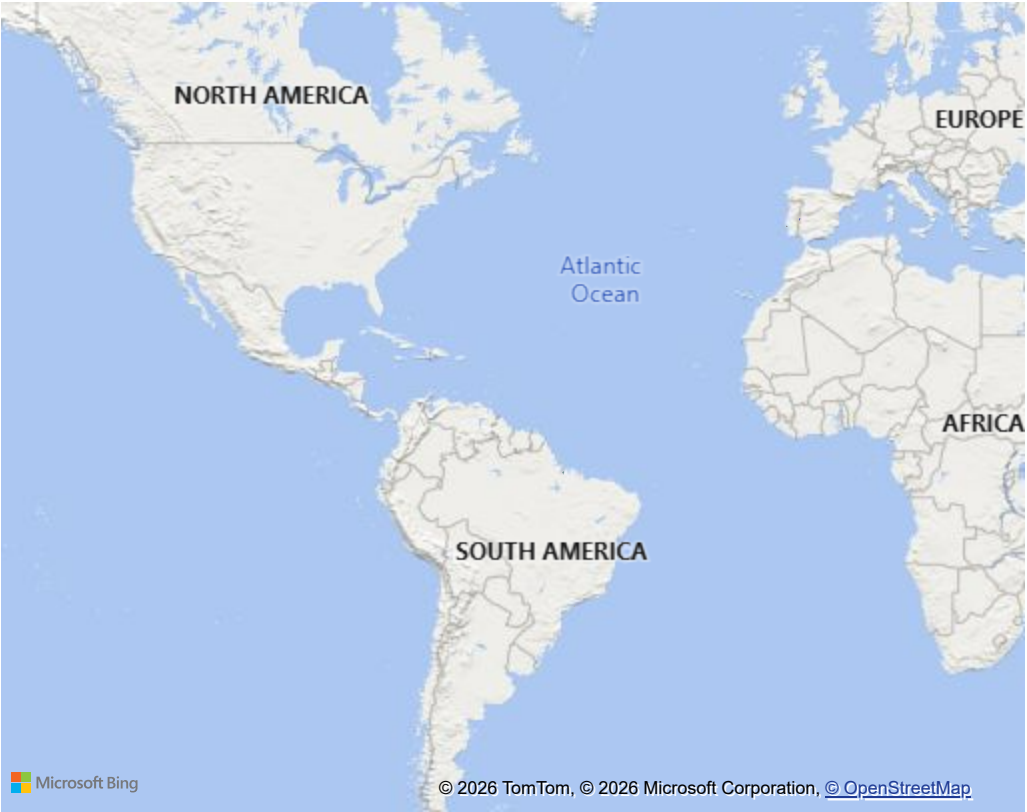 NORTH AMERICA
EUROPE
Atlantic
Ocean
AFRICA
SOUTH AMERICA
Microsoft Bing
© 2026 TomTom, © 2026 Microsoft Corporation, © OpenStreetMap